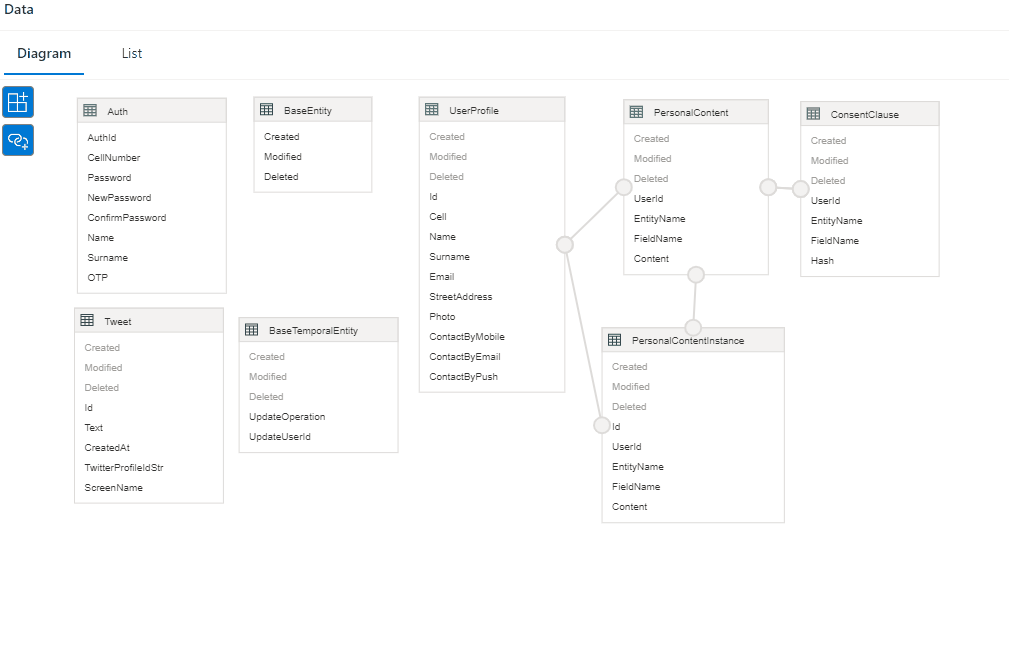 Data
Diagram
List
Auth
AuthId
CellNumber
Password
NewPassword
ConfirmPassword
Name
Surname
OTP
BaseEntity
Created
Modified
Deleted
UserProfile
Created
Modified
Deleted
Id
Cell
Name
Surname
Email
StreetAddress
Photo
ContactByMobile
ContactByEmail
ContactByPush
PersonalContent
Created
Modified
Deleted
UserId
EntityName
FieldName
Content
ConsentClause
Created
Modified
Deleted
UserId
EntityName
FieldName
Hash
Tweet
Created
Modified
Deleted
Id
Text
CreatedAt
TwitterProfileIdStr
ScreenName
BaseTemporalEntity
Created
Modified
Deleted
UpdateOperation
UpdateUserId
PersonalContentInstance
Created
Modified
Deleted
Id
UserId
EntityName
FieldName
Content